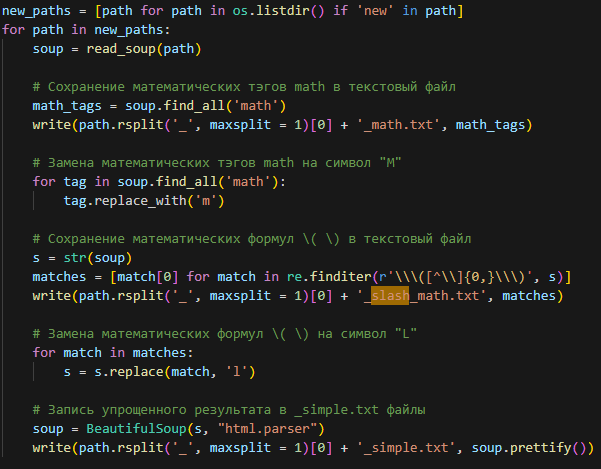 new_paths = [path for path in os.listdir() if 'new' in path]
for path in new_paths:
    soup = read_soup(path)

    # Сохранение математических тэгов math в текстовый файл
    math_tags = soup.find_all('math')
    write(path.rsplit('_', maxsplit = 1)[0] + '_math.txt', math_tags)

    # Замена математических тэгов math на символ "M"
    for tag in soup.find_all('math'):
        tag.replace_with('m')

    # Сохранение математических формул \( \) в текстовый файл
    s = str(soup)
    matches = [match[0] for match in re.finditer(r'\\\([^\\]{0,}\\\)', s)]
    write(path.rsplit('_', maxsplit = 1)[0] + '_slash_math.txt', matches)

    # Замена математических формул \( \) на символ "L"
    for match in matches:
        s = s.replace(match, 'l')

    # Запись упрощенного результата в _simple.txt файлы
    soup = BeautifulSoup(s, "html.parser")
    write(path.rsplit('_', maxsplit = 1)[0] + '_simple.txt', soup.prettify())